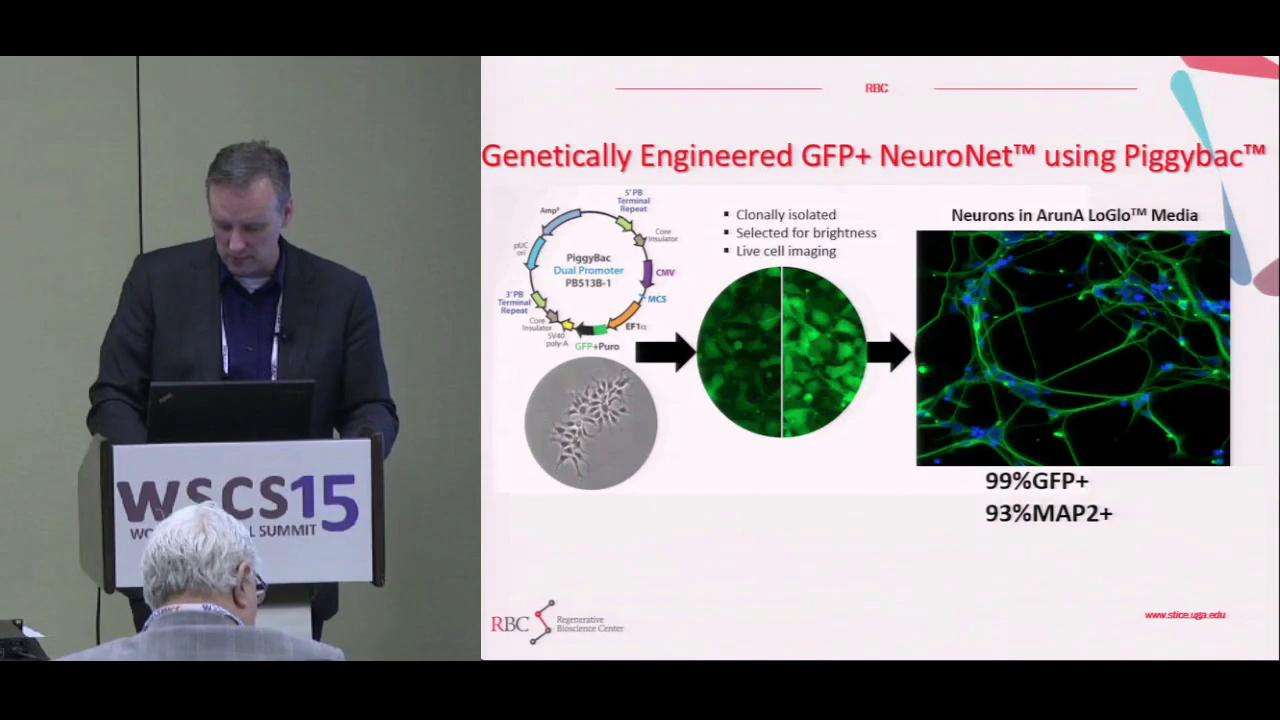 RBC
Genetically Engineered GFP+ NeuroNet™ using Piggybac™
5' PB
Terminal
Repeat
Ampᴿ
Core
Insulator
pUC
ori
PiggyBac
Dual Promoter
PB513B-1
CMV
MCS
3' PB
Terminal
Repeat
Core
Insulator
SV40
poly-A
EF1α
GFP+Puro
▪ Clonally isolated
▪ Selected for brightness
▪ Live cell imaging
Neurons in ArunA LoGlo™ Media
99%GFP+
93%MAP2+
WSCS15
SUMMIT
RBC
Regenerative
Bioscience Center
www.stice.uga.edu